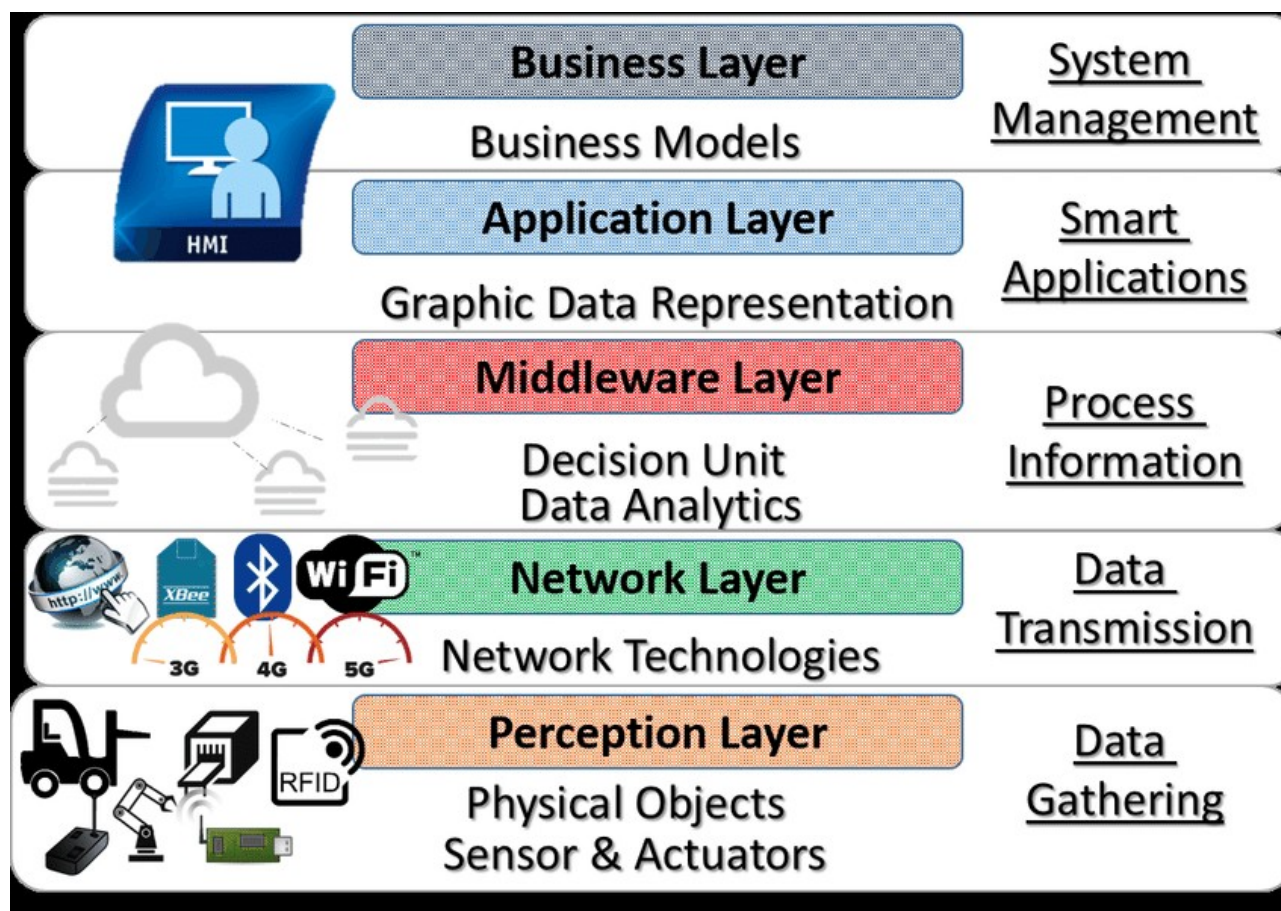 Business Layer
Business Models
System
Management
HMI
Application Layer
Graphic Data Representation
Smart
Applications
Middleware Layer
Decision Unit
Data Analytics
Process
Information
http://www.
XBee
WiFi™
3G
4G
5G
Network Layer
Network Technologies
Data
Transmission
RFID
Perception Layer
Physical Objects
Sensor & Actuators
Data
Gathering